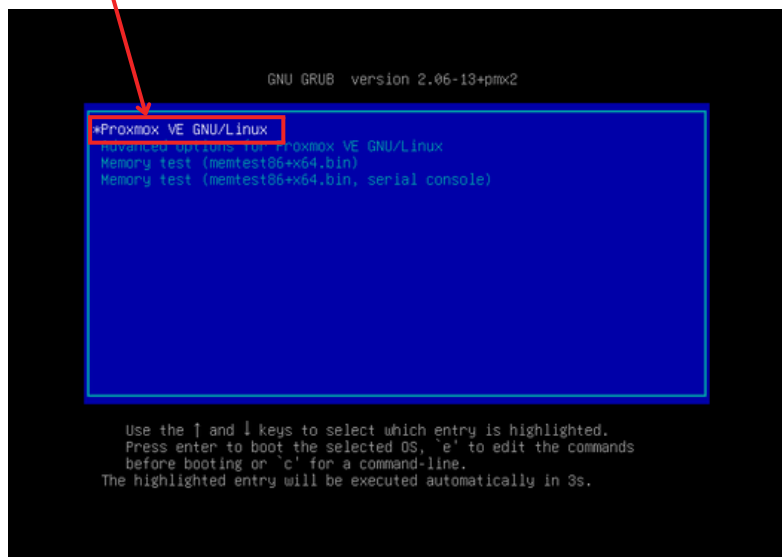 GNU GRUB version 2.06-13+pmx2
*Proxmox VE GNU/Linux
Advanced options for Proxmox VE GNU/Linux
Memory test (memtest86+x64.bin)
Memory test (memtest86+x64.bin, serial console)
Use the ↑ and ↓ keys to select which entry is highlighted.
Press enter to boot the selected OS, `e' to edit the commands
before booting or `c' for a command-line.
The highlighted entry will be executed automatically in 3s.